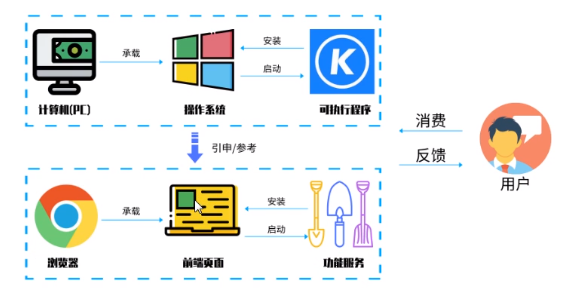 承载
安装
启动
K
计算机(PC)
操作系统
可执行程序
消费
反馈
用户
引申/参考
承载
安装
启动
浏览器
前端页面
功能服务